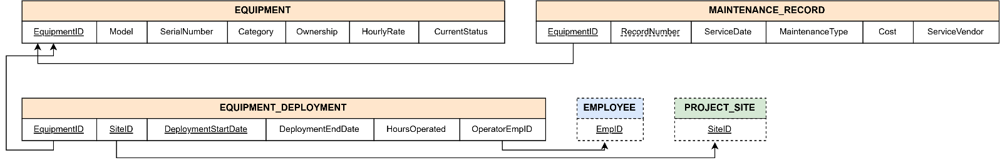 EQUIPMENT
EquipmentID Model SerialNumber Category Ownership HourlyRate CurrentStatus
MAINTENANCE_RECORD
EquipmentID RecordNumber ServiceDate MaintenanceType Cost ServiceVendor
EQUIPMENT_DEPLOYMENT
EquipmentID SiteID DeploymentStartDate DeploymentEndDate HoursOperated OperatorEmpID
EMPLOYEE
EmpID
PROJECT_SITE
SiteID